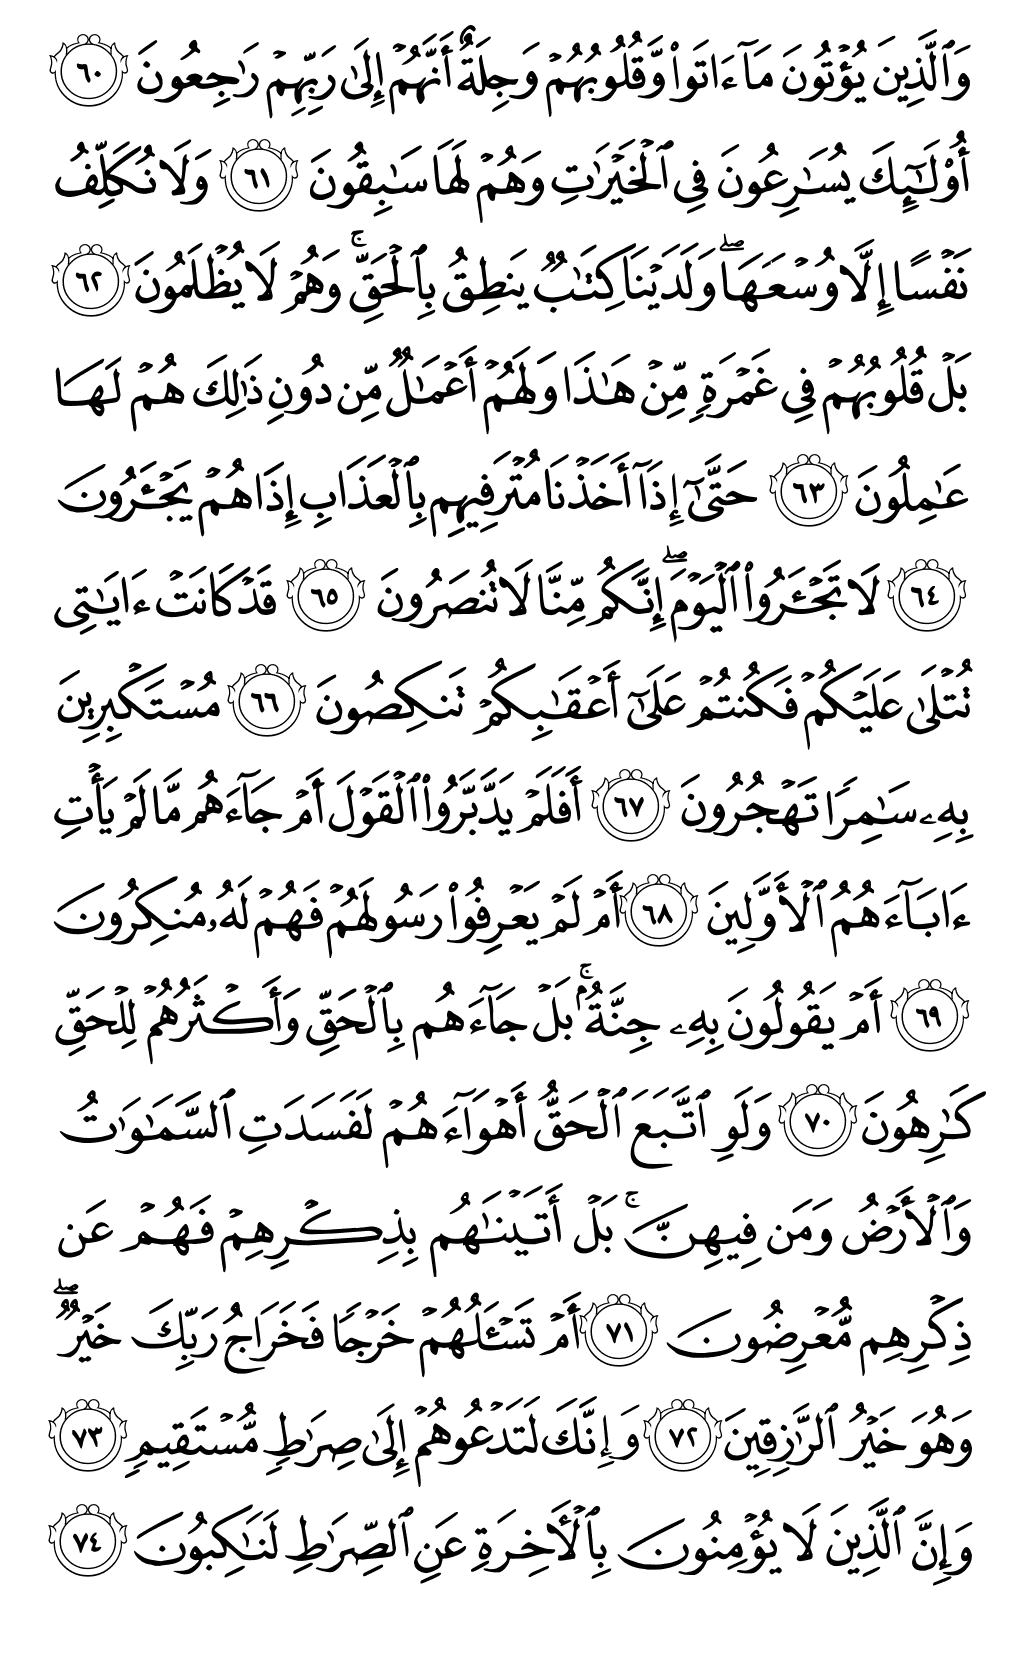 وَٱلَّذِينَ يُؤۡتُونَ مَآ ءَاتَواْ وَّقُلُوبُهُمۡ وَجِلَةٌ أَنَّهُمۡ إِلَىٰ رَبِّهِمۡ رَٰجِعُونَ ٦٠
أُوْلَـٰٓئِكَ يُسَـٰرِعُونَ فِي ٱلۡخَيۡرَٰتِ وَهُمۡ لَهَا سَـٰبِقُونَ ٦١ وَلَا نُكَلِّفُ
نَفۡسًا إِلَّا وُسۡعَهَاۖ وَلَدَيۡنَا كِتَـٰبٌ يَنطِقُ بِٱلۡحَقِّۚ وَهُمۡ لَا يُظۡلَمُونَ ٦٢
بَلۡ قُلُوبُهُمۡ فِي غَمۡرَةٍ مِّنۡ هَـٰذَا وَلَهُمۡ أَعۡمَـٰلٌ مِّن دُونِ ذَٰلِكَ هُمۡ لَهَا
عَـٰمِلُونَ ٦٣ حَتَّىٰٓ إِذَآ أَخَذۡنَا مُتۡرَفِيهِم بِٱلۡعَذَابِ إِذَا هُمۡ يَجۡـَٔرُونَ
٦٤ لَا تَجۡـَٔرُواْ ٱلۡيَوۡمَۖ إِنَّكُم مِّنَّا لَا تُنصَرُونَ ٦٥ قَدۡ كَانَتۡ ءَايَـٰتِي
تُتۡلَىٰ عَلَيۡكُمۡ فَكُنتُمۡ عَلَىٰٓ أَعۡقَـٰبِكُمۡ تَنكِصُونَ ٦٦ مُسۡتَكۡبِرِينَ
بِهِۦ سَـٰمِرًا تَهۡجُرُونَ ٦٧ أَفَلَمۡ يَدَّبَّرُواْ ٱلۡقَوۡلَ أَمۡ جَآءَهُم مَّا لَمۡ يَأۡتِ
ءَابَآءَهُمُ ٱلۡأَوَّلِينَ ٦٨ أَمۡ لَمۡ يَعۡرِفُواْ رَسُولَهُمۡ فَهُمۡ لَهُۥ مُنكِرُونَ
٦٩ أَمۡ يَقُولُونَ بِهِۦ جِنَّةُۢۚ بَلۡ جَآءَهُم بِٱلۡحَقِّ وَأَكۡثَرُهُمۡ لِلۡحَقِّ
كَـٰرِهُونَ ٧٠ وَلَوِ ٱتَّبَعَ ٱلۡحَقُّ أَهۡوَآءَهُمۡ لَفَسَدَتِ ٱلسَّمَـٰوَٰتُ
وَٱلۡأَرۡضُ وَمَن فِيهِنَّۚ بَلۡ أَتَيۡنَـٰهُم بِذِكۡرِهِمۡ فَهُمۡ عَن
ذِكۡرِهِم مُّعۡرِضُونَ ٧١ أَمۡ تَسۡـَٔلُهُمۡ خَرۡجًا فَخَرَاجُ رَبِّكَ خَيۡرٌۖ
وَهُوَ خَيۡرُ ٱلرَّٰزِقِينَ ٧٢ وَإِنَّكَ لَتَدۡعُوهُمۡ إِلَىٰ صِرَٰطٍ مُّسۡتَقِيمٍ ٧٣
وَإِنَّ ٱلَّذِينَ لَا يُؤۡمِنُونَ بِٱلۡأَخِرَةِ عَنِ ٱلصِّرَٰطِ لَنَـٰكِبُونَ ٧٤